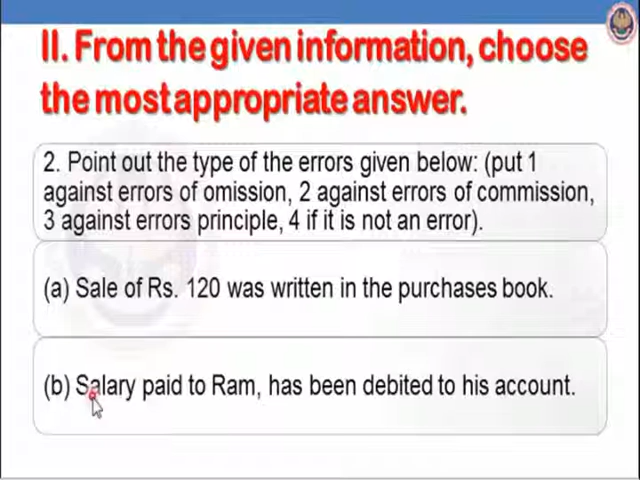 II. From the given information, choose
the most appropriate answer.
2. Point out the type of the errors given below: (put 1
against errors of omission, 2 against errors of commission,
3 against errors principle, 4 if it is not an error).
(a) Sale of Rs. 120 was written in the purchases book.
(b) Salary paid to Ram, has been debited to his account.